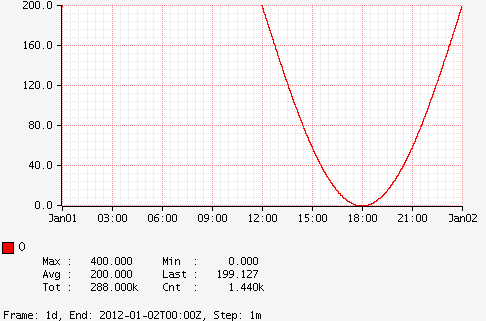 200.0
160.0
120.0
80.0
40.0
0.0
Jan01 03:00 06:00 09:00 12:00 15:00 18:00 21:00 Jan02
0
Max : 400.000 Min : 0.000
Avg : 200.000 Last : 199.127
Tot : 288.000k Cnt : 1.440k
Frame: 1d, End: 2012-01-02T00:00Z, Step: 1m